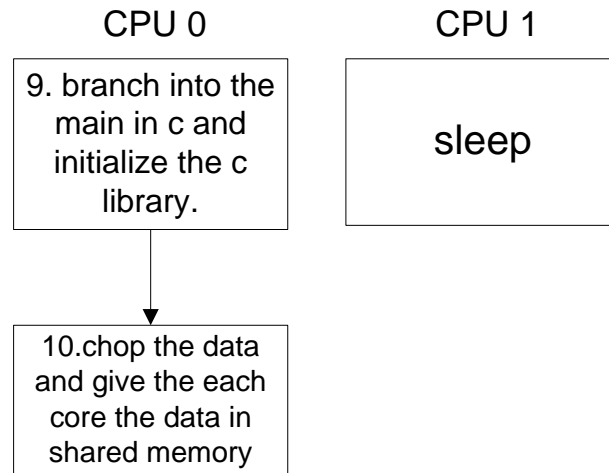 CPU 0
CPU 1
9. branch into the
main in c and
initialize the c
library.
sleep
10.chop the data
and give the each
core the data in
shared memory